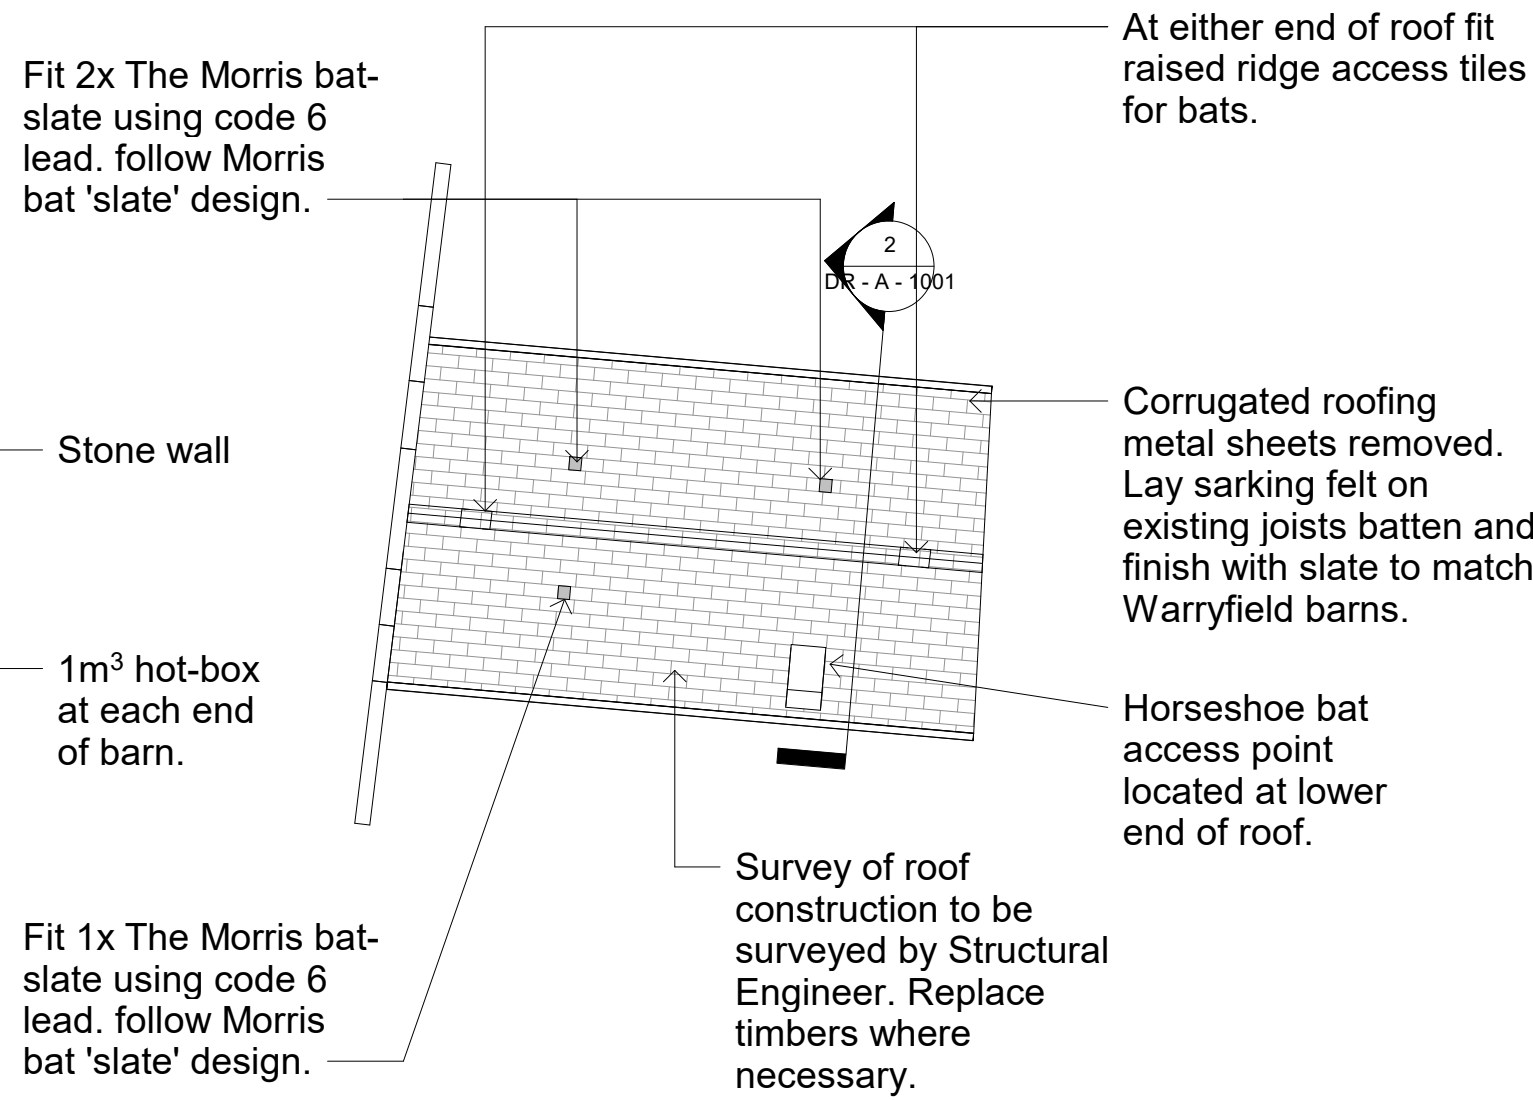 At either end of roof fit
raised ridge access tiles
for bats.
Fit 2x The Morris bat-
slate using code 6
lead. follow Morris
bat 'slate' design.
2
DR - A - 1001
Corrugated roofing
metal sheets removed.
Lay sarking felt on
existing joists batten and
finish with slate to match
Warryfield barns.
Stone wall
1m³ hot-box
at each end
of barn.
Horseshoe bat
access point
located at lower
end of roof.
Survey of roof
construction to be
surveyed by Structural
Engineer. Replace
timbers where
necessary.
Fit 1x The Morris bat-
slate using code 6
lead. follow Morris
bat 'slate' design.